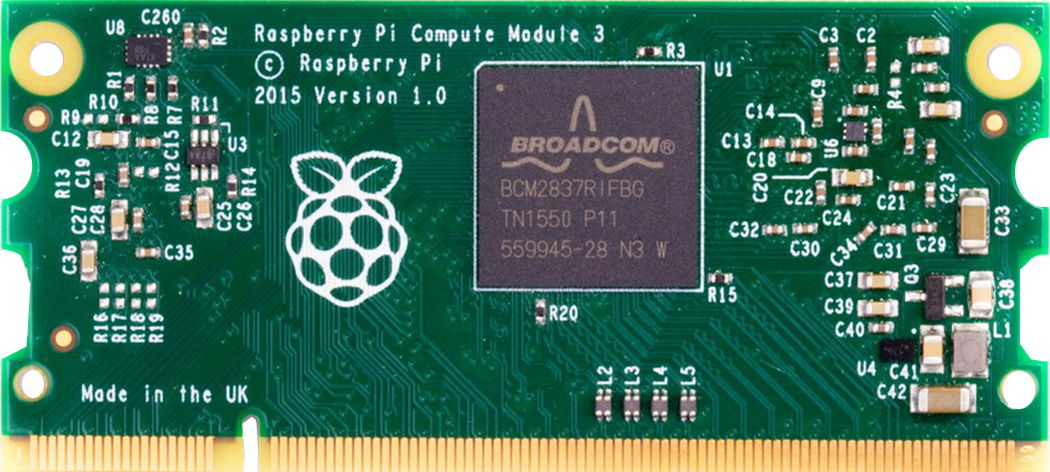 C260
U8
R2
Raspberry Pi Compute Module 3
© Raspberry Pi
2015 Version 1.0
R3
U1
C3
C2
R1
R8
R7
R10
R9
R11
C12
C15
U3
C19
R13
R12
R14
C27
C28
C25
C26
C36
C35
R16
R17
R18
R19
BROADCOM®
BCM2837RIFBG
TN1550 P11
559945-28 N3 W
C9
R4
C14
C13
C18
U6
C20
C22
C21
C23
C24
C33
C32
C30
C34
C31
C29
R15
R20
C37
Q3
C38
C39
C40
L1
U4
C41
C42
L2
L3
L4
L5
Made in the UK
1